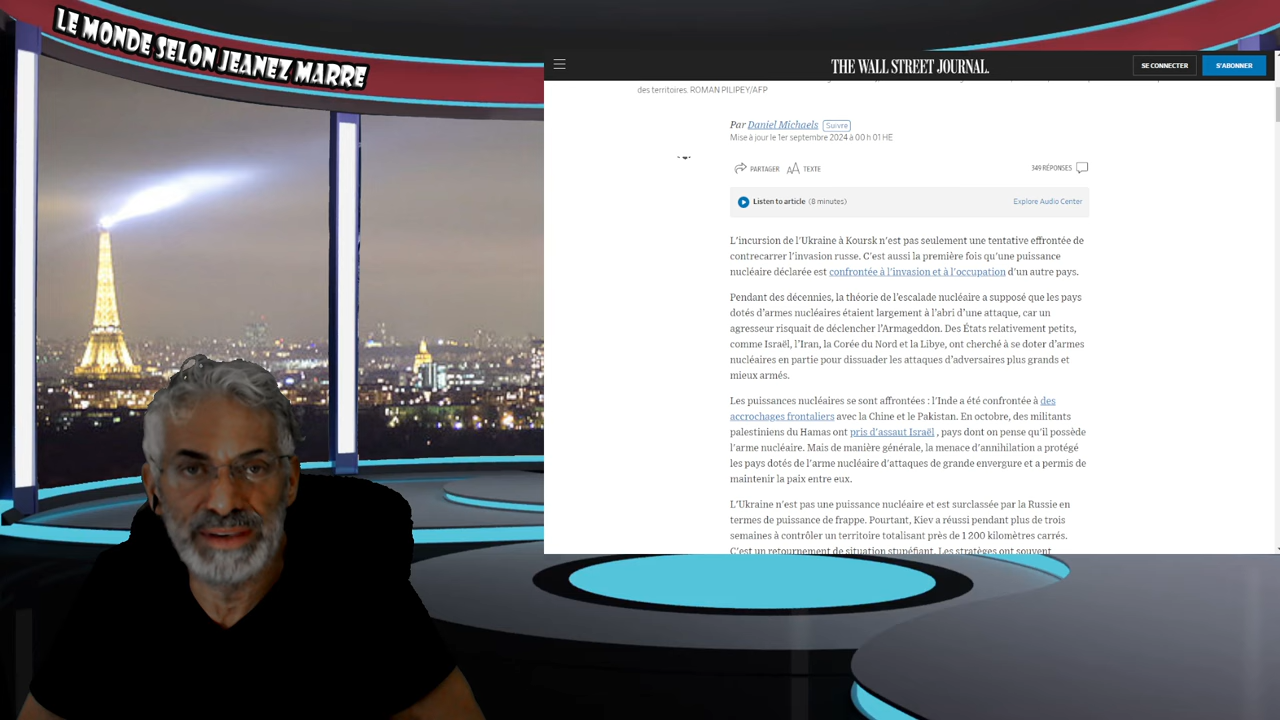 LE MONDE SELON JEANEZ MARRE
THE WALL STREET JOURNAL.
SE CONNECTER
S'ABONNER
des territoires. ROMAN PILIPEY/AFP
Par Daniel Michaels Suivre
Mise à jour le 1er septembre 2024 à 00 h 01 HE
PARTAGER
TEXTE
349 RÉPONSES
Listen to article (8 minutes)
Explore Audio Center
L'incursion de l'Ukraine à Koursk n'est pas seulement une tentative effrontée de
contrecarrer l'invasion russe. C'est aussi la première fois qu'une puissance
nucléaire déclarée est confrontée à l'invasion et à l'occupation d'un autre pays.
Pendant des décennies, la théorie de l'escalade nucléaire a supposé que les pays
dotés d'armes nucléaires étaient largement à l'abri d'une attaque, car un
agresseur risquait de déclencher l'Armageddon. Des États relativement petits,
comme Israël, l'Iran, la Corée du Nord et la Libye, ont cherché à se doter d'armes
nucléaires en partie pour dissuader les attaques d'adversaires plus grands et
mieux armés.
Les puissances nucléaires se sont affrontées : l'Inde a été confrontée à des
accrochages frontaliers avec la Chine et le Pakistan. En octobre, des militants
palestiniens du Hamas ont pris d'assaut Israël , pays dont on pense qu'il possède
l'arme nucléaire. Mais de manière générale, la menace d'annihilation a protégé
les pays dotés de l'arme nucléaire d'attaques de grande envergure et a permis de
maintenir la paix entre eux.
L'Ukraine n'est pas une puissance nucléaire et est surclassée par la Russie en
termes de puissance de frappe. Pourtant, Kiev a réussi pendant plus de trois
semaines à contrôler un territoire totalisant près de 1 200 kilomètres carrés.
C'est un retournement de situation stupéfiant. Les stratèges ont souvent